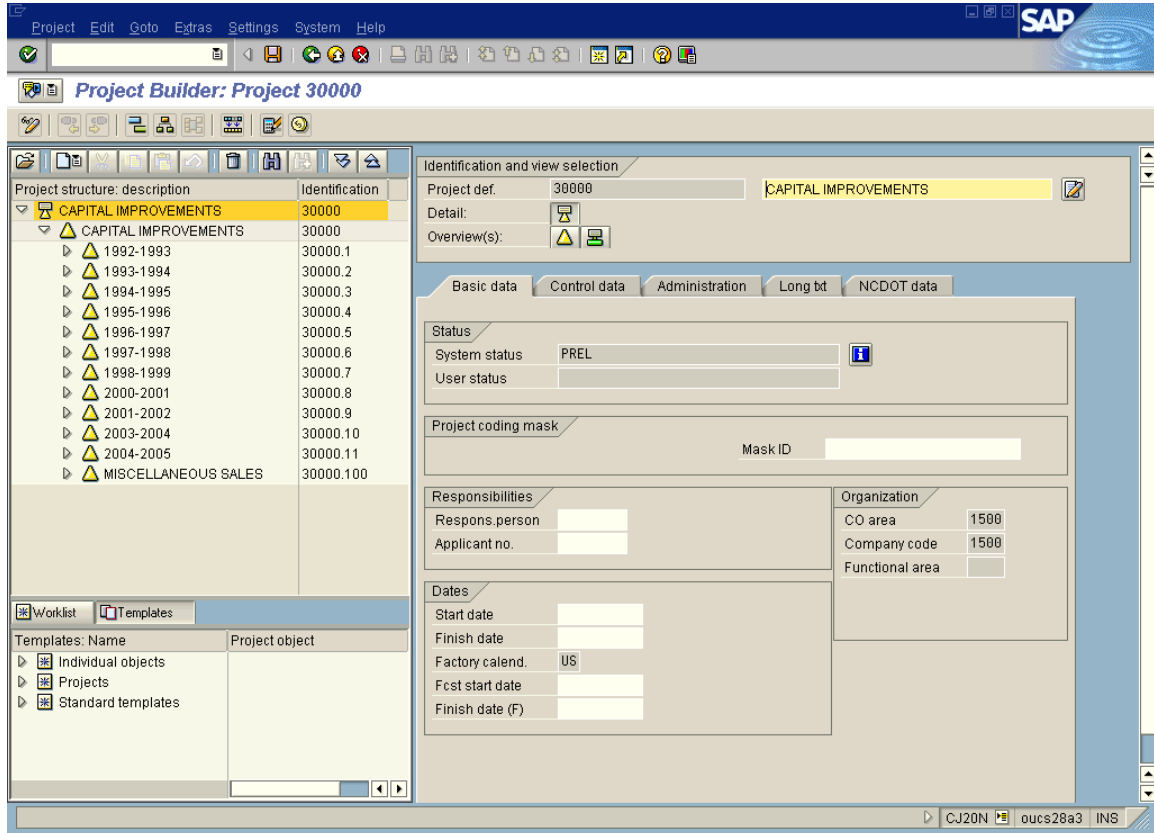 Project Edit Goto Extras Settings System Help
SAP
Project Builder: Project 30000
Project structure: description Identification
CAPITAL IMPROVEMENTS 30000
CAPITAL IMPROVEMENTS 30000
1992-1993 30000.1
1993-1994 30000.2
1994-1995 30000.3
1995-1996 30000.4
1996-1997 30000.5
1997-1998 30000.6
1998-1999 30000.7
2000-2001 30000.8
2001-2002 30000.9
2003-2004 30000.10
2004-2005 30000.11
MISCELLANEOUS SALES 30000.100
Worklist Templates
Templates: Name Project object
Individual objects
Projects
Standard templates
Identification and view selection
Project def. 30000 CAPITAL IMPROVEMENTS
Detail:
Overview(s):
Basic data Control data Administration Long txt NCDOT data
Status
System status PREL
User status
Project coding mask
Mask ID
Responsibilities
Respons.person
Applicant no.
Organization
CO area 1500
Company code 1500
Functional area
Dates
Start date
Finish date
Factory calend. US
Fcst start date
Finish date (F)
CJ20N oucs28a3 INS